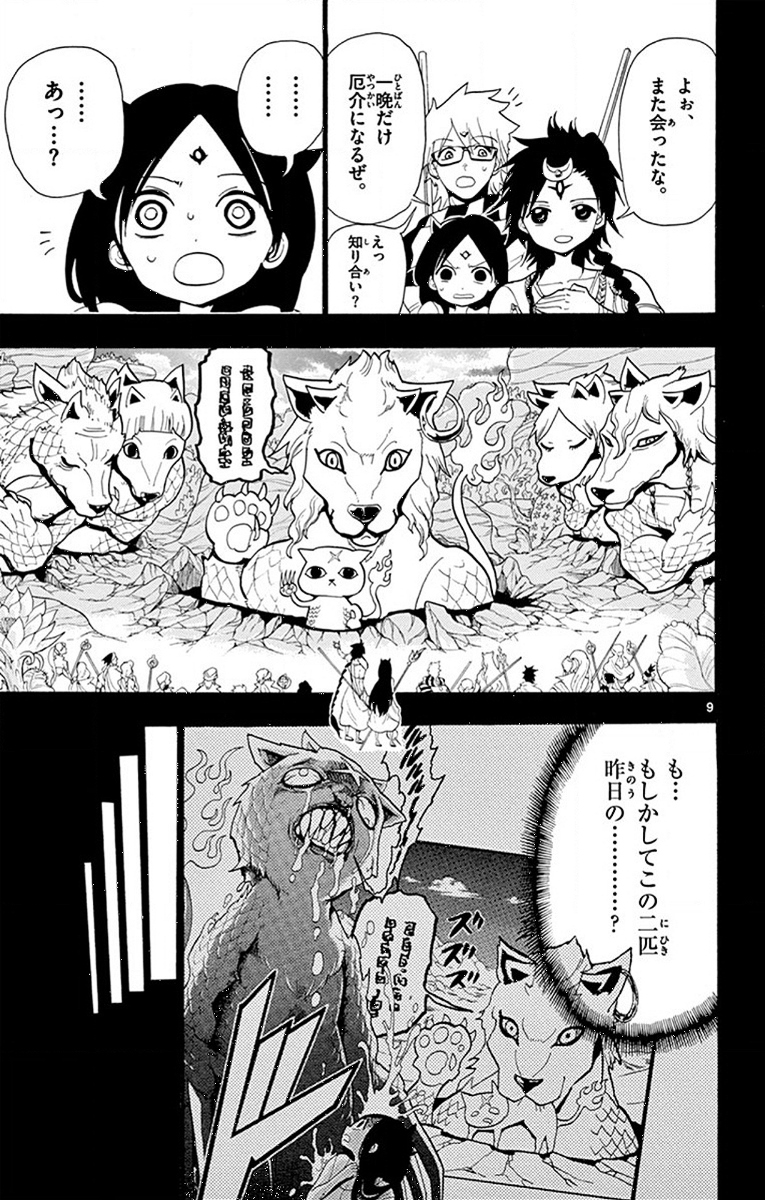 よぉ、
また会ったな。
一晩だけ
厄介になるぜ。
えっ
知り合い?
………
………
あっ…?
9
も…
もしかしてこの二匹
昨日の…………?
ズズズ